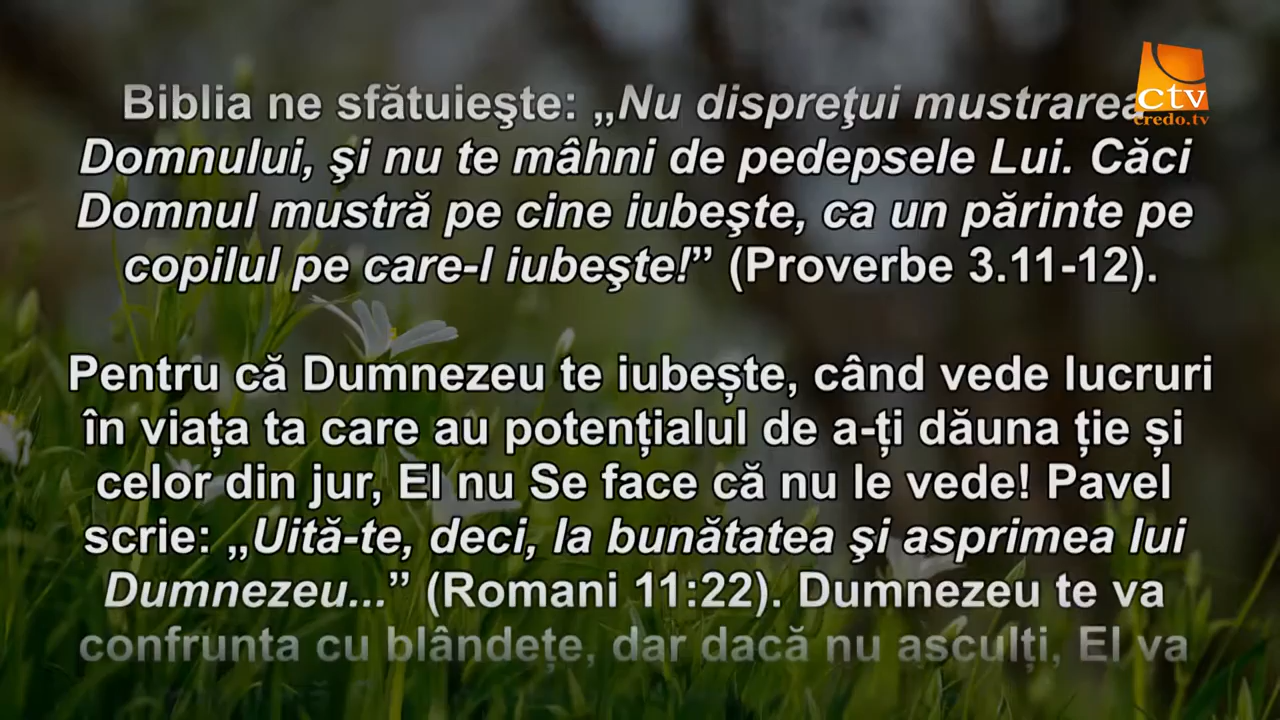 Biblia ne sfătuieşte: „Nu dispreţui mustrarea
Domnului, şi nu te mâhni de pedepsele Lui. Căci
Domnul mustră pe cine iubeşte, ca un părinte pe
copilul pe care-l iubeşte!” (Proverbe 3.11-12).
Pentru că Dumnezeu te iubește, când vede lucruri
în viața ta care au potențialul de a-ți dăuna ție și
celor din jur, El nu Se face că nu le vede! Pavel
scrie: „Uită-te, deci, la bunătatea şi asprimea lui
Dumnezeu...” (Romani 11:22). Dumnezeu te va
confrunta cu blândețe, dar dacă nu asculți, El va
ctv
credo.tv